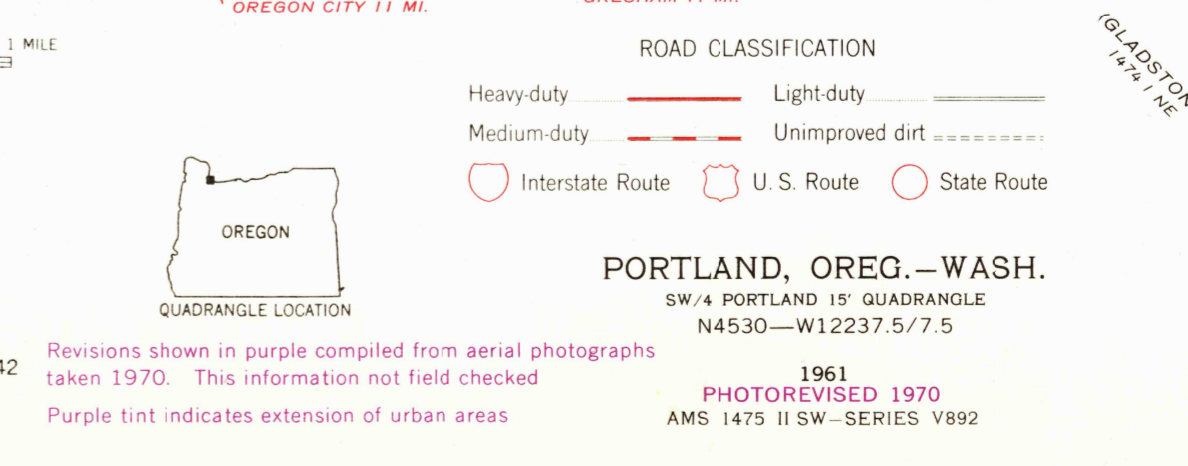 OREGON CITY 11 MI.
1 MILE
(GLADSTON
1474 I NE
ROAD CLASSIFICATION
Heavy-duty
Light-duty
Medium-duty
Unimproved dirt
Interstate Route
U. S. Route
State Route
OREGON
QUADRANGLE LOCATION
PORTLAND, OREG.—WASH.
SW/4 PORTLAND 15' QUADRANGLE
N4530—W12237.5/7.5
Revisions shown in purple compiled from aerial photographs
taken 1970. This information not field checked
Purple tint indicates extension of urban areas
1961
PHOTOREVISED 1970
AMS 1475 II SW—SERIES V892